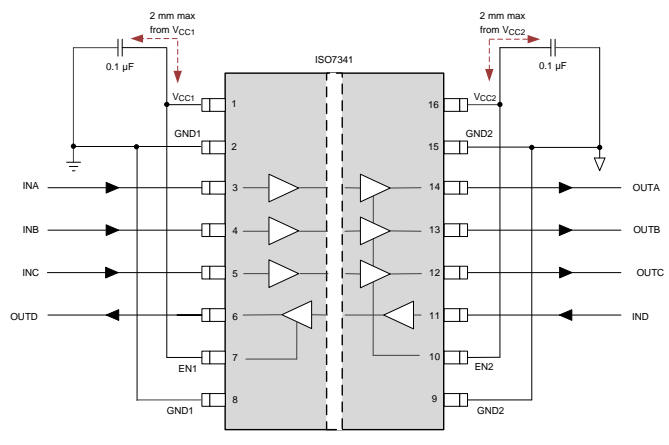 2 mm max
from VCC1
2 mm max
from VCC2
0.1 µF
ISO7341
0.1 µF
VCC1
1
16
VCC2
GND1
2
15
GND2
INA
3
14
OUTA
INB
4
13
OUTB
INC
5
12
OUTC
OUTD
6
11
IND
7
10
EN1
EN2
8
9
GND1
GND2